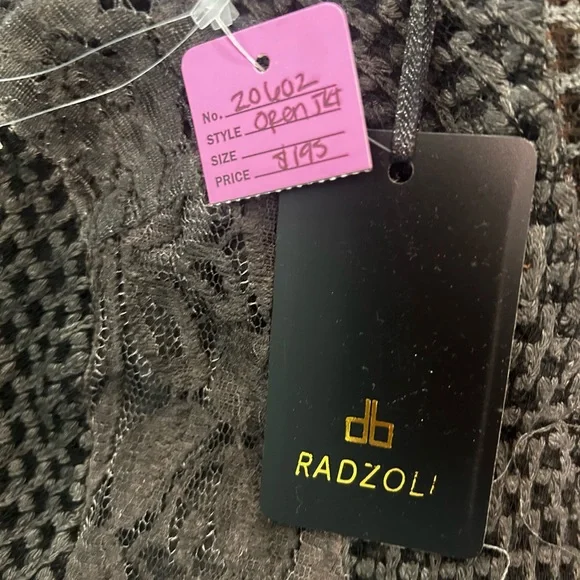 No. 20602
STYLE Open Jkt
SIZE
PRICE $195
db
RADZOLI